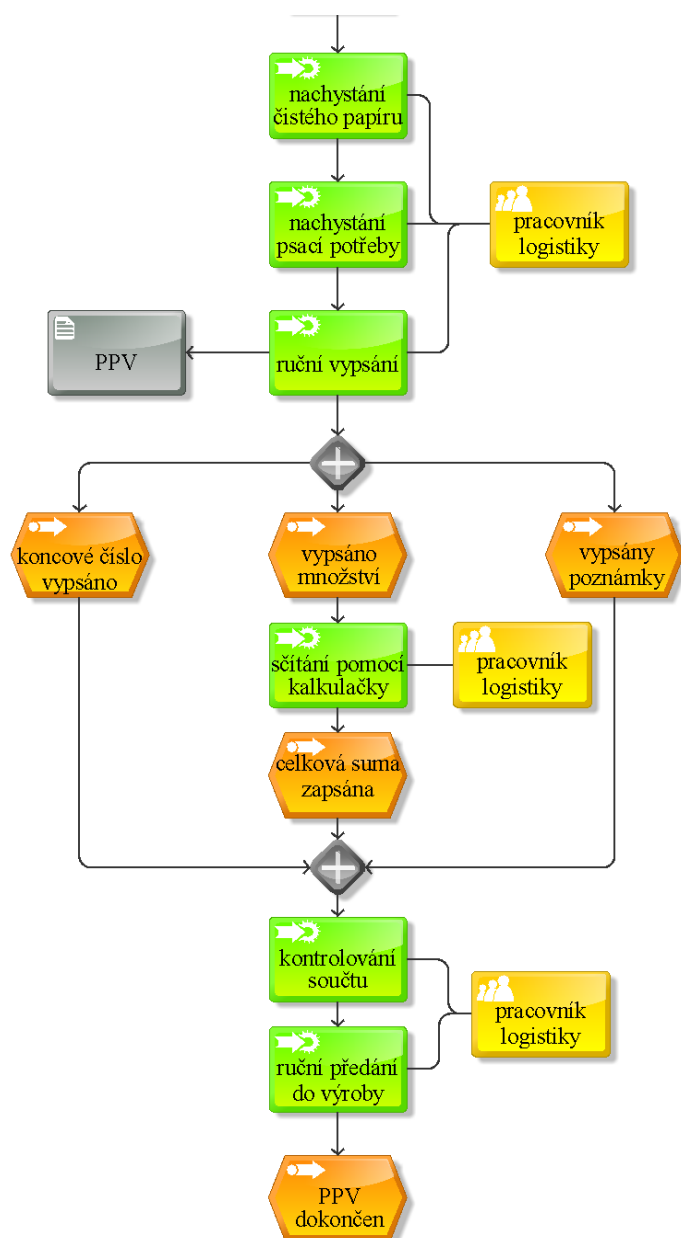 nachystání
čistého papíru
nachystání
psací potřeby
pracovník
logistiky
PPV
ruční vypsání
koncové číslo
vypsáno
vypsáno
množství
vypsány
poznámky
sčítání pomocí
kalkulačky
pracovník
logistiky
celková suma
zapsána
kontrolování
součtu
pracovník
logistiky
ruční předání
do výroby
PPV
dokončen